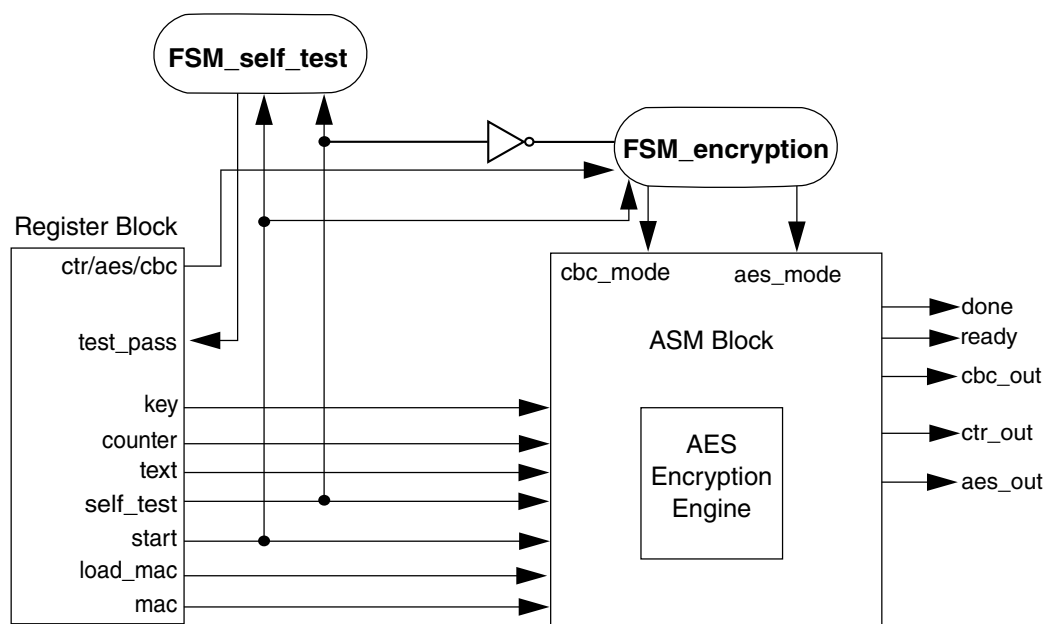 FSM_self_test
FSM_encryption
Register Block
ctr/aes/cbc
test_pass
key
counter
text
self_test
start
load_mac
mac
cbc_mode
aes_mode
ASM Block
AES
Encryption
Engine
done
ready
cbc_out
ctr_out
aes_out